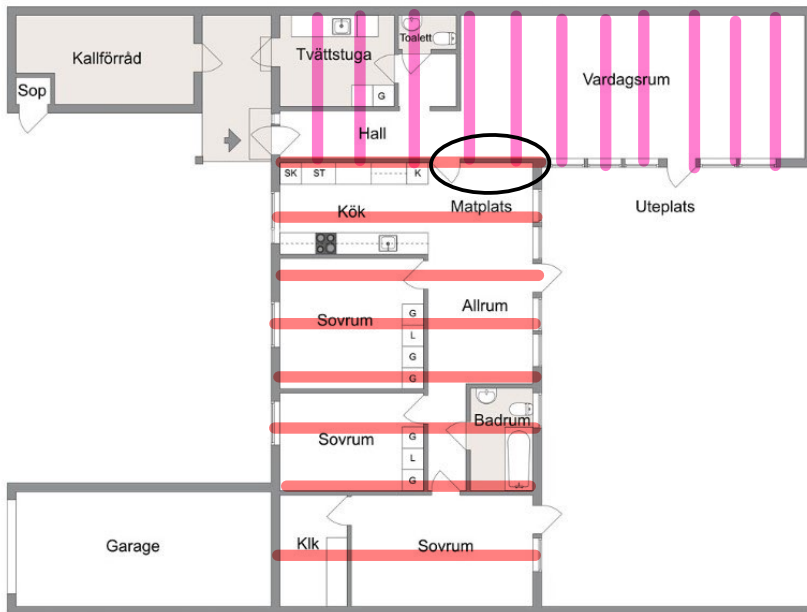 Kallförråd
Sop
Tvättstuga
Toalett
G
Hall
Vardagsrum
SK ST K
Kök
Matplats
Uteplats
Sovrum
Allrum
G
L
G
G
Sovrum
Badrum
G
L
G
Garage
Klk
Sovrum